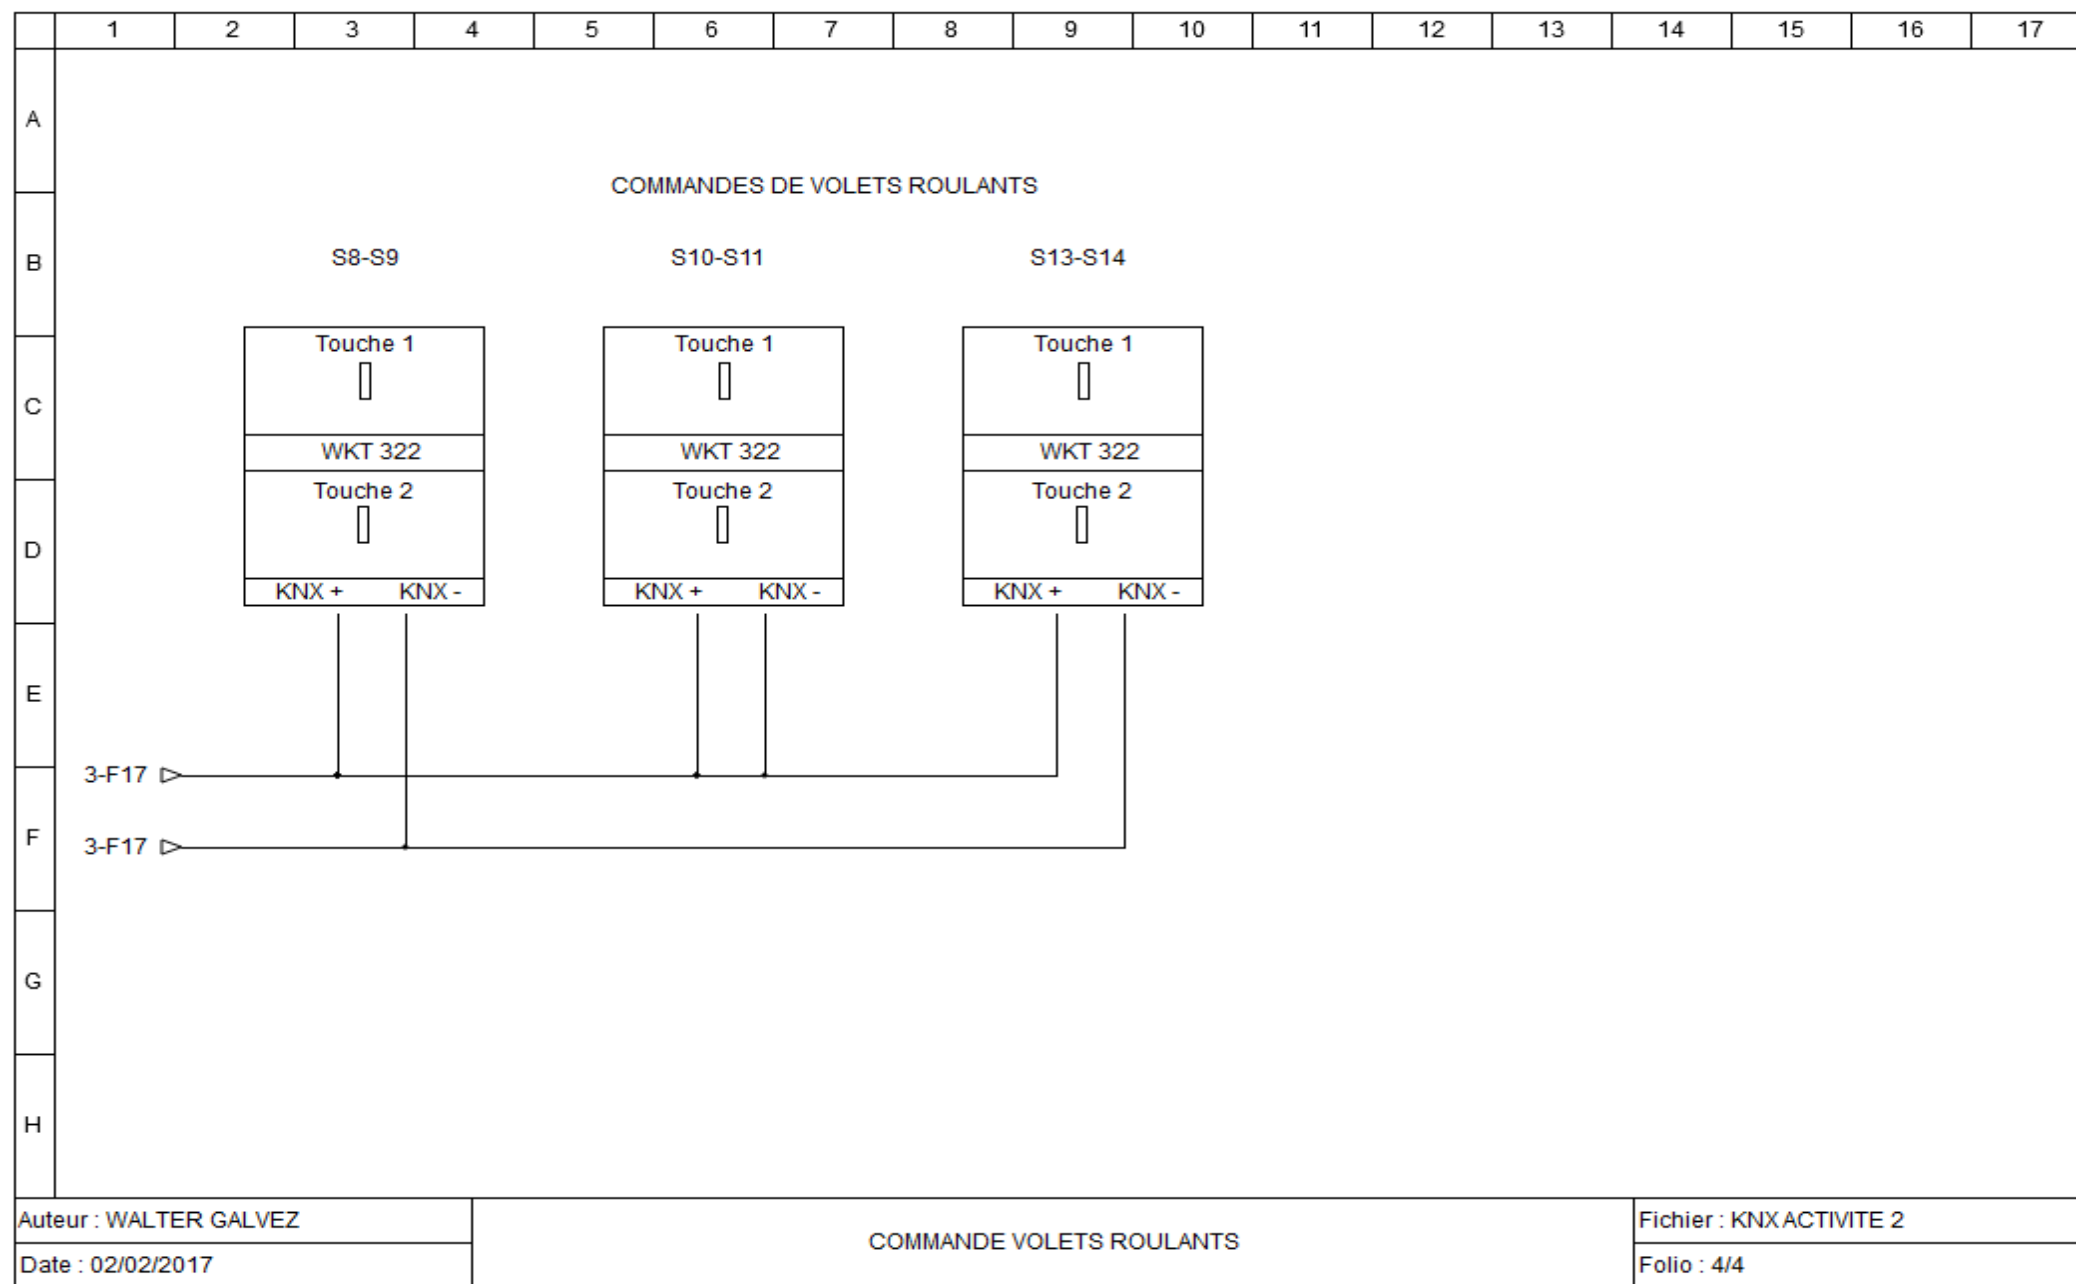 1 2 3 4 5 6 7 8 9 10 11 12 13 14 15 16 17
A
COMMANDES DE VOLETS ROULANTS
B
S8-S9 S10-S11 S13-S14
Touche 1 Touche 1 Touche 1
C
WKT 322 WKT 322 WKT 322
Touche 2 Touche 2 Touche 2
D
KNX + KNX - KNX + KNX - KNX + KNX -
E
3-F17
F
3-F17
G
H
Auteur : WALTER GALVEZ
Date : 02/02/2017
COMMANDE VOLETS ROULANTS
Fichier : KNX ACTIVITE 2
Folio : 4/4